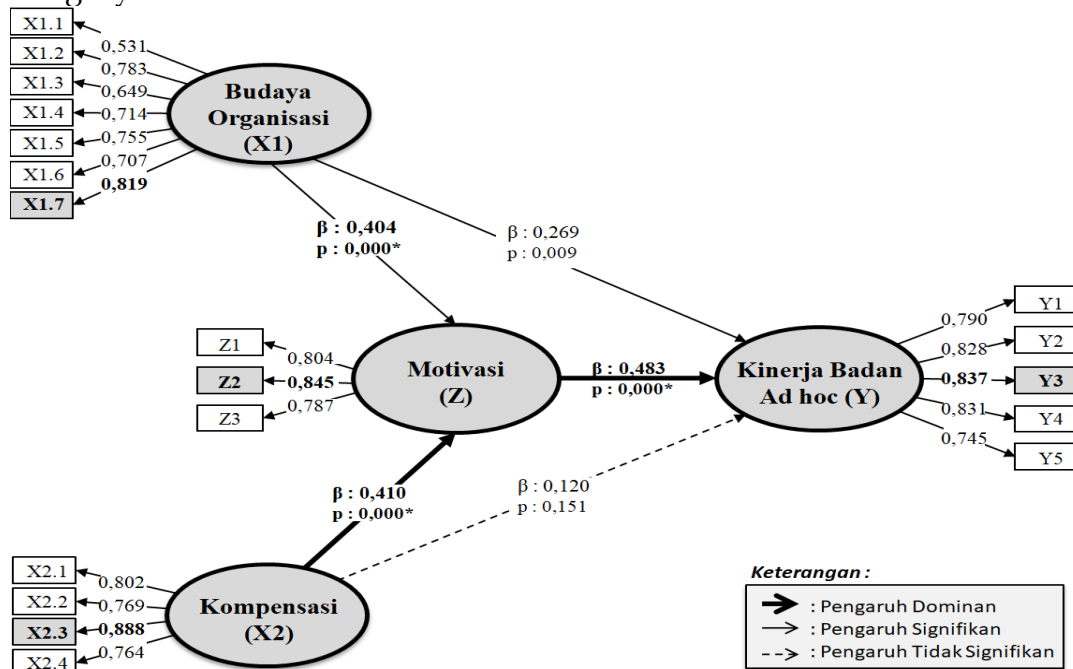 X1.1
X1.2
X1.3
X1.4
X1.5
X1.6
X1.7
0,531
0,783
0,649
0,714
0,755
0,707
0,819
Budaya
Organisasi
(X1)
β : 0,404
p : 0,000*
β : 0,269
p : 0,009
Z1
Z2
Z3
0,804
0,845
0,787
Motivasi
(Z)
β : 0,483
p : 0,000*
Kinerja Badan
Ad hoc (Y)
0,790
0,828
0,837
0,831
0,745
Y1
Y2
Y3
Y4
Y5
β : 0,410
p : 0,000*
β : 0,120
p : 0,151
X2.1
X2.2
X2.3
X2.4
0,802
0,769
0,888
0,764
Kompensasi
(X2)
Keterangan :
: Pengaruh Dominan
: Pengaruh Signifikan
: Pengaruh Tidak Signifikan